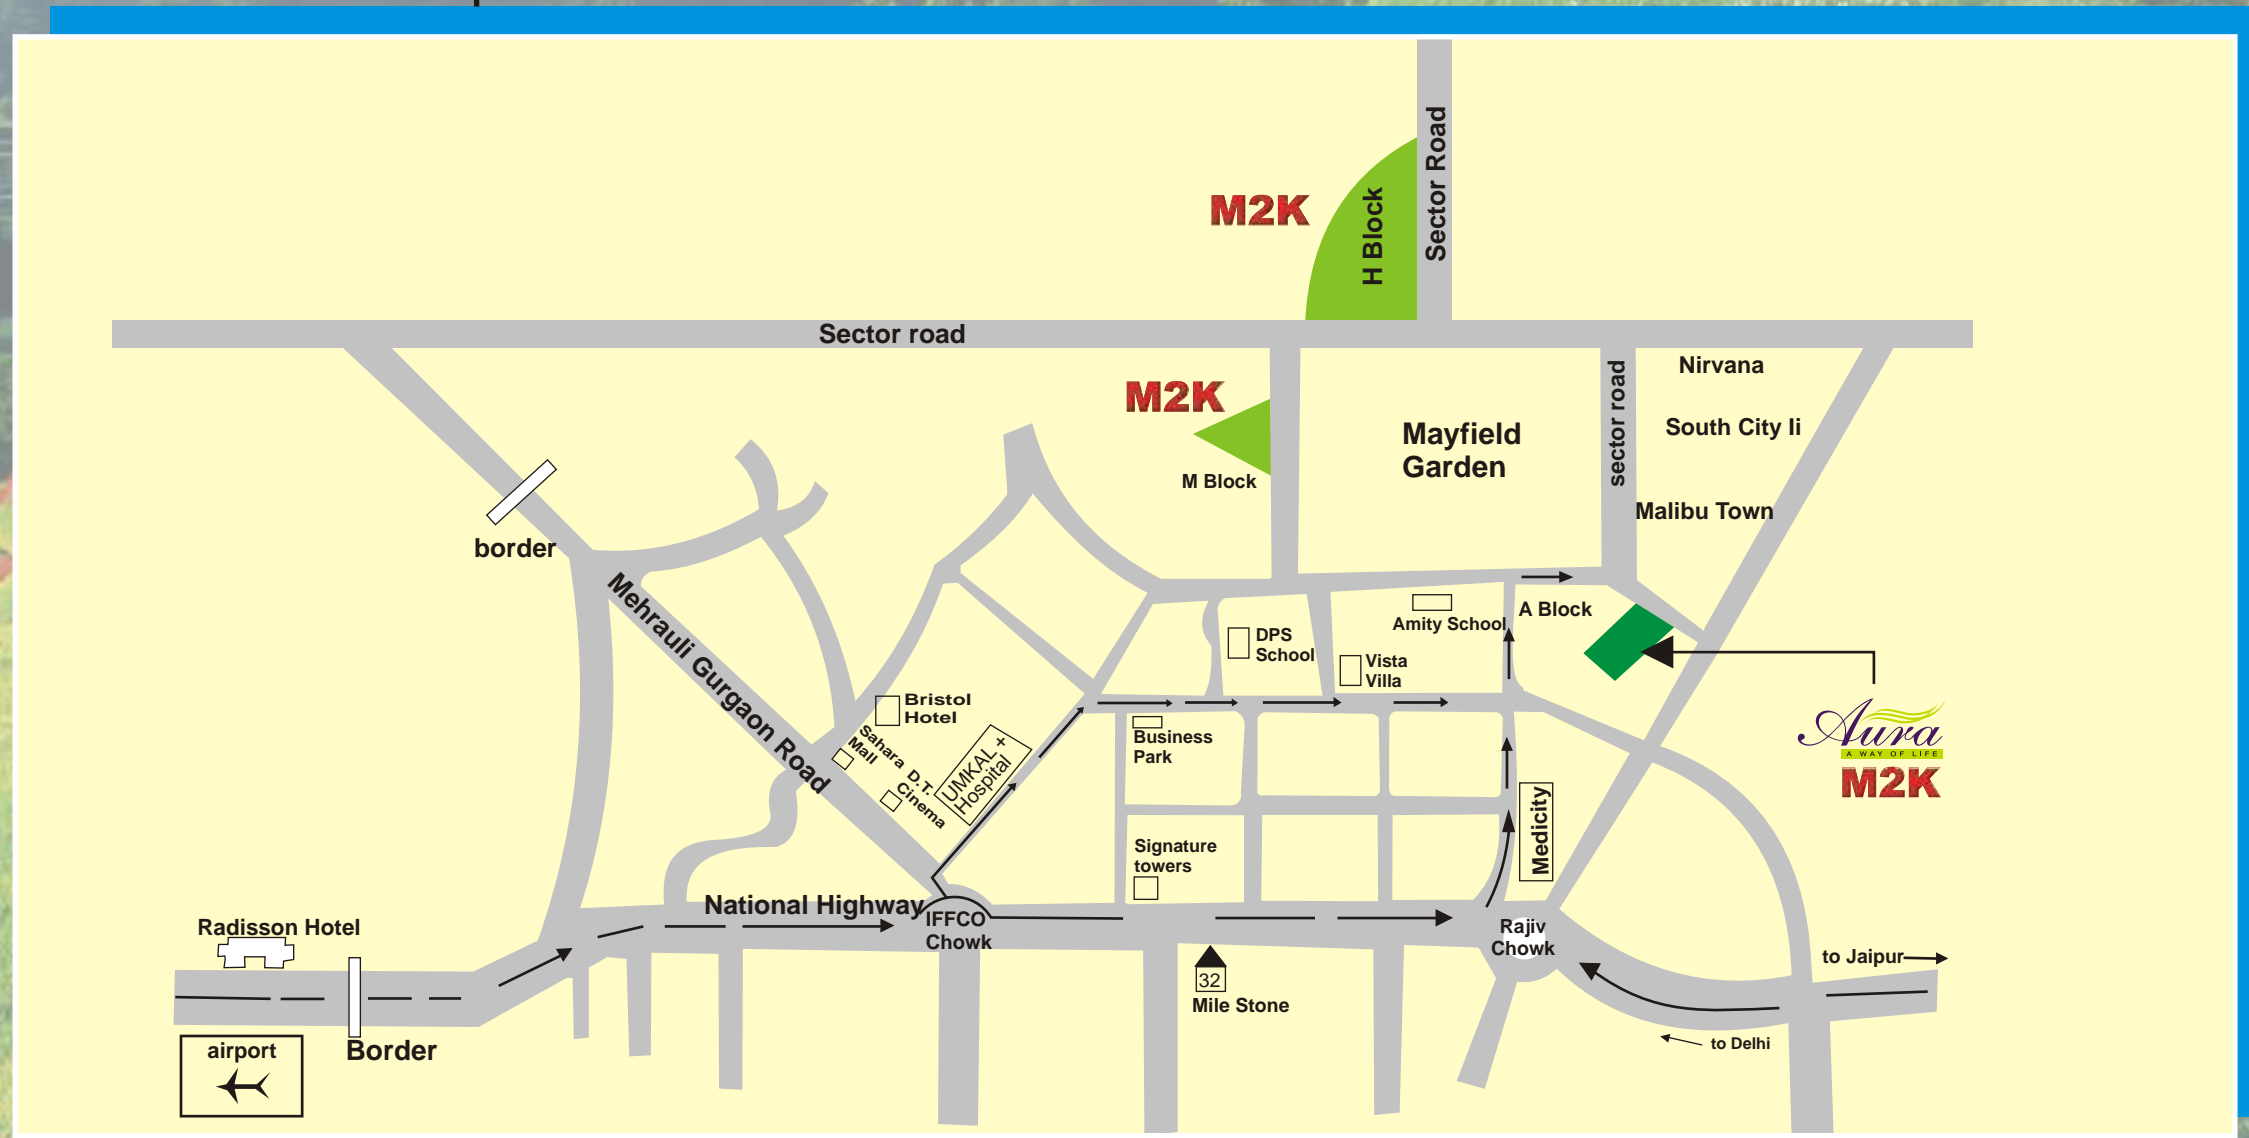 Sector Road
H Block
M2K
Sector road
M2K
M Block
Mayfield
Garden
sector road
Nirvana
South City Ii
Malibu Town
border
Mehrauli Gurgaon Road
A Block
Amity School
DPS
School
Vista
Villa
Bristol
Hotel
Sahara
Mall
D.T.
Cinema
UMKAL +
Hospital
Business
Park
Aura
A WAY OF LIFE
M2K
Medicity
Signature
towers
National Highway
IFFCO
Chowk
Rajiv
Chowk
Radisson Hotel
to Jaipur
32
Mile Stone
to Delhi
Border
airport